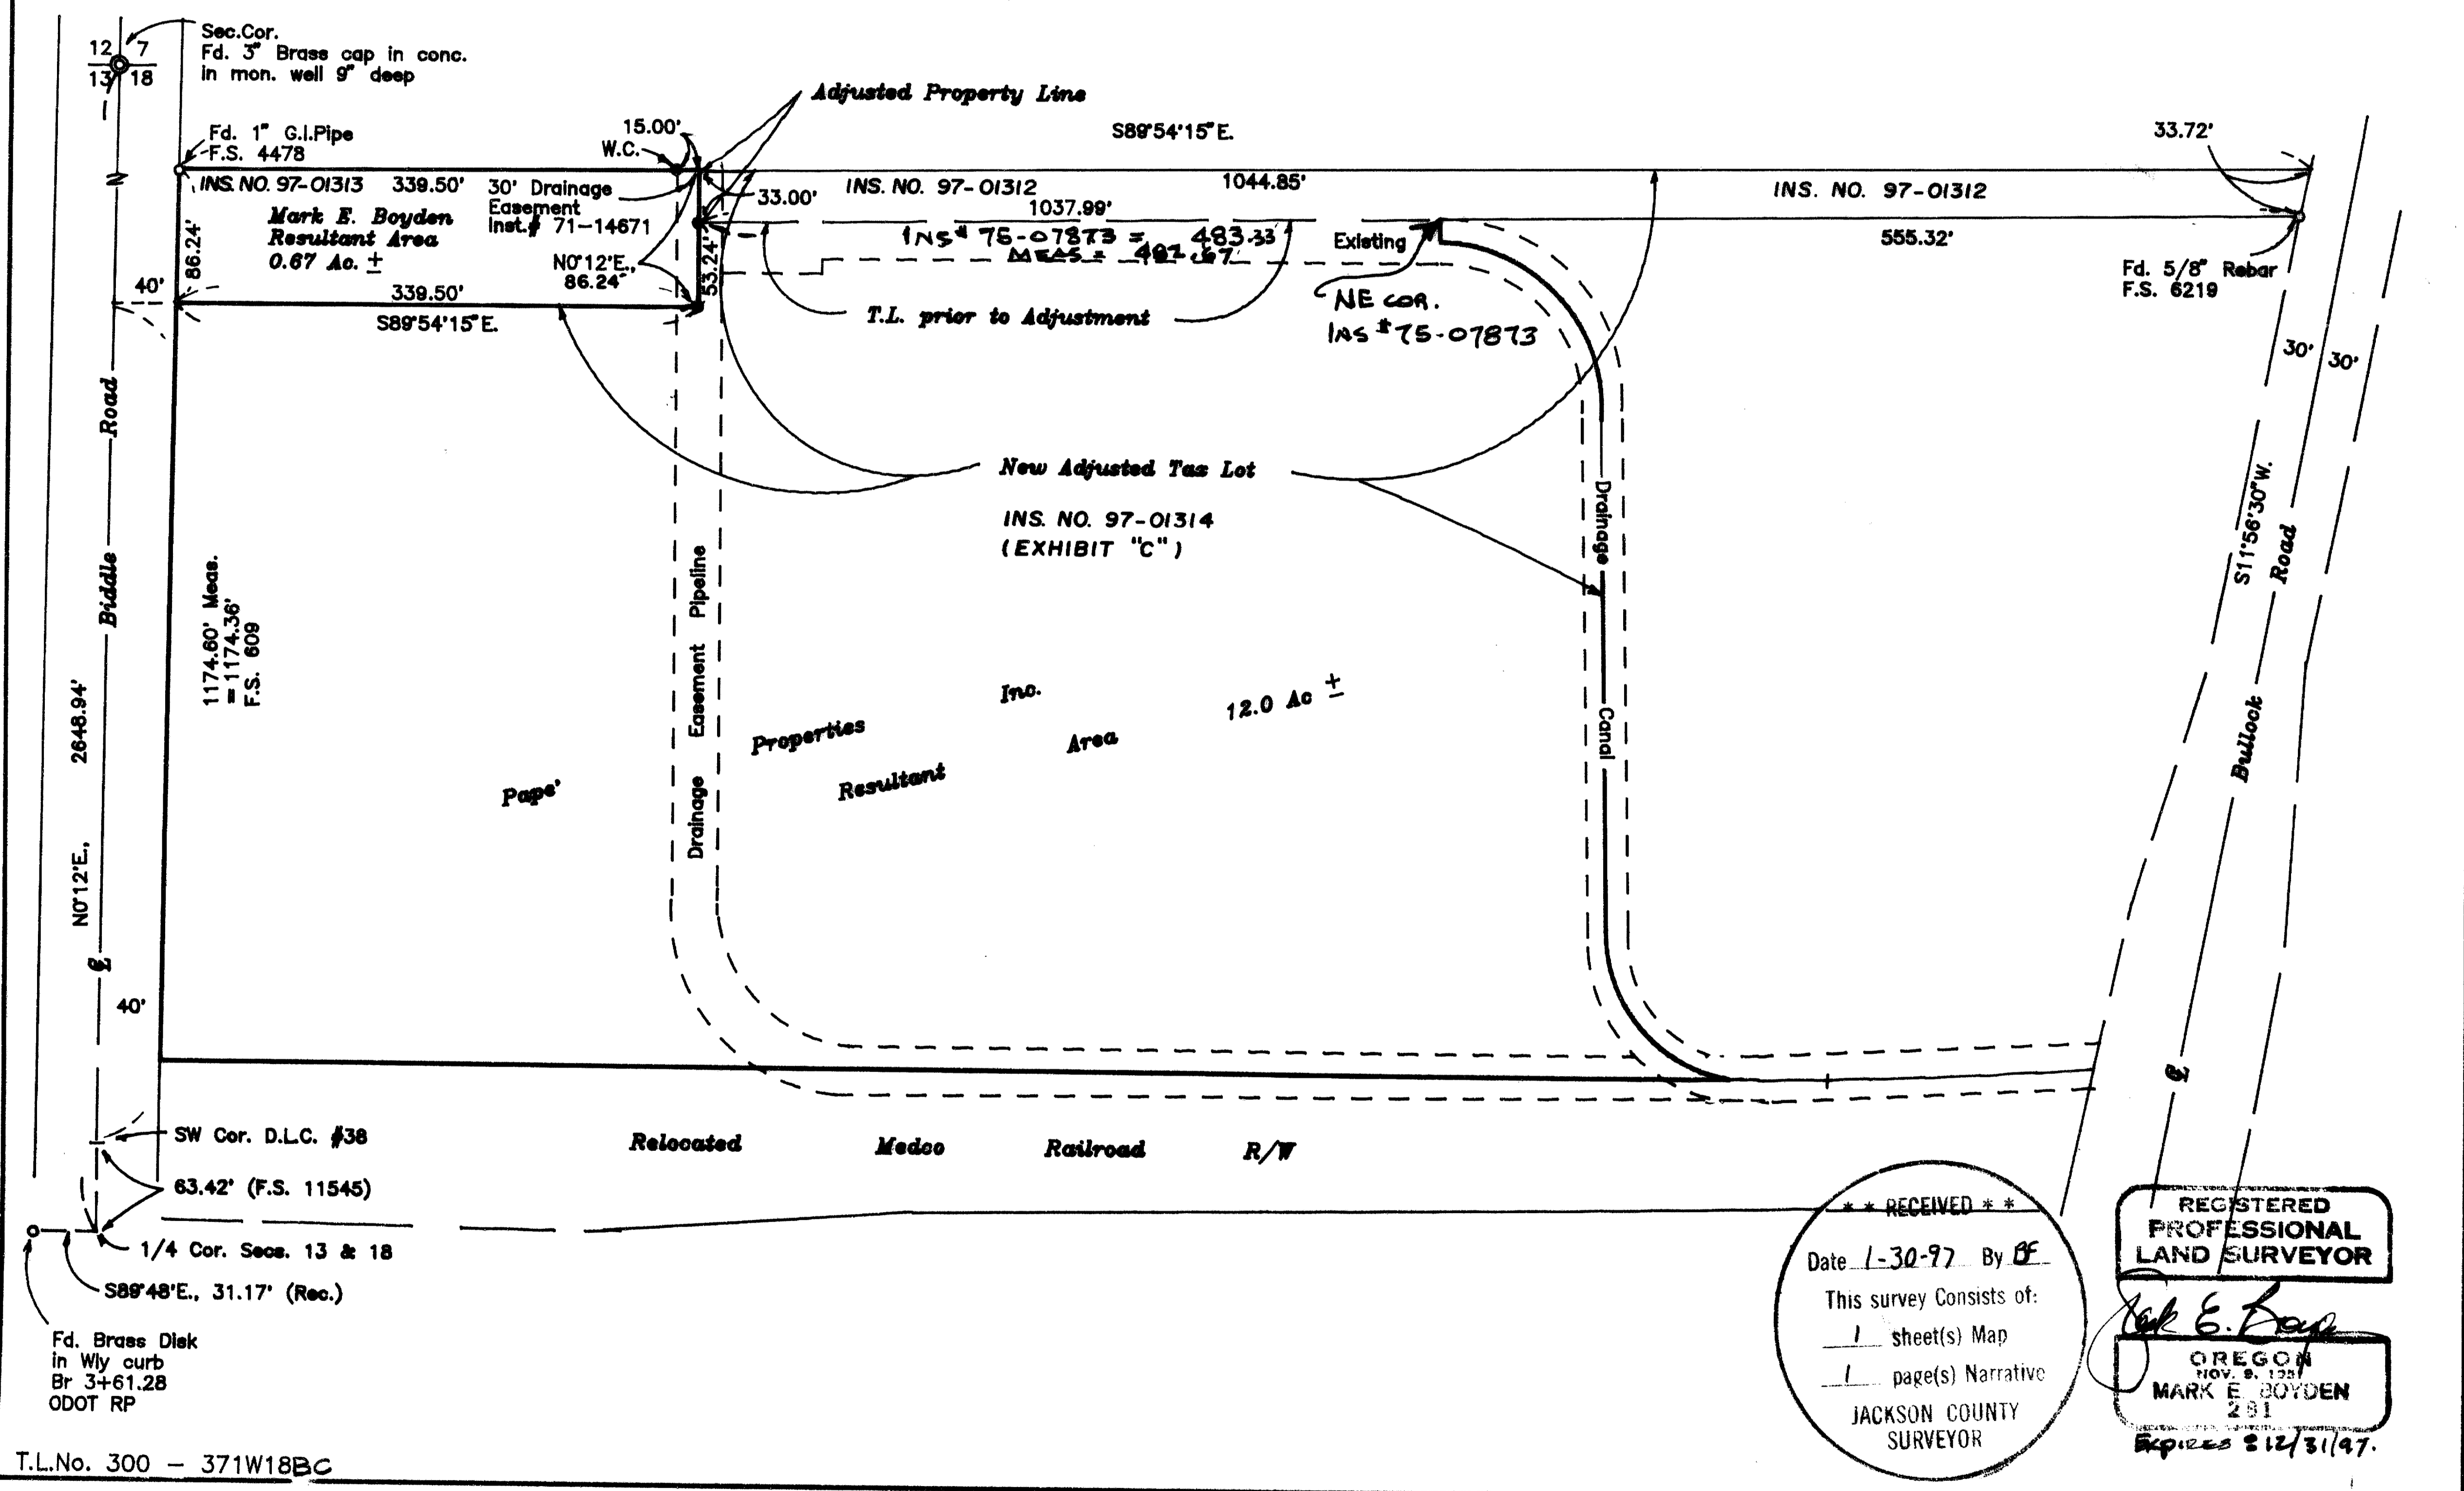 Sec.Cor.
Fd. 3" Brass cap in conc.
in mon. well 9" deep
12 7
13 18
Adjusted Property Line
Fd. 1" G.I.Pipe
F.S. 4478
15.00'
W.C.
S89°54'15"E.
33.72'
INS. NO. 97-01313 339.50'
30' Drainage
Easement
Inst.# 71-14671
33.00'
INS. NO. 97-01312
1044.85'
INS. NO. 97-01312
Mark E. Boyden
Resultant Area
0.67 Ac. ±
86.24'
1037.99'
INS# 75-07873 = 483.33'
MEAS = 482.67'
Existing
555.32'
N0°12'E.,
86.24'
53.24'
Fd. 5/8" Rebar
F.S. 6219
40'
339.50'
S89°54'15"E.
T.L. prior to Adjustment
NE COR.
INS #75-07873
30' 30'
New Adjusted Tax Lot
INS. NO. 97-01314
(EXHIBIT "C")
Biddle Road
N0°12'E., 2648.94'
1174.60' Meas.
=1174.36'
F.S. 609
Drainage Easement Pipeline
Drainage Canal
S11°56'30"W.
Bullock Road
Pape' Properties Inc.
Resultant Area 12.0 Ac ±
℄
40'
℄
SW Cor. D.L.C. #38
Relocated Medco Railroad R/W
63.42' (F.S. 11545)
1/4 Cor. Secs. 13 & 18
S89°48'E., 31.17' (Rec.)
Fd. Brass Disk
in Wly curb
Br 3+61.28
ODOT RP
* * RECEIVED * *
Date 1-30-97 By BF
This survey Consists of:
1 sheet(s) Map
1 page(s) Narrative
JACKSON COUNTY
SURVEYOR
REGISTERED
PROFESSIONAL
LAND SURVEYOR
Mark E. Boyden
OREGON
NOV. 9, 1951
MARK E. BOYDEN
281
EXPIRES: 12/31/97.
T.L.No. 300 - 371W18BC